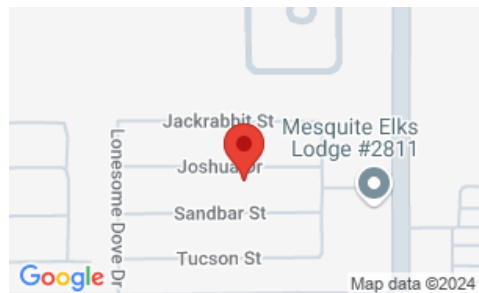 Jackrabbit St
Mesquite Elks
Lodge #2811
Joshua Dr
Lonesome Dove Dr
Sandbar St
Tucson St
Google
Map data ©2024